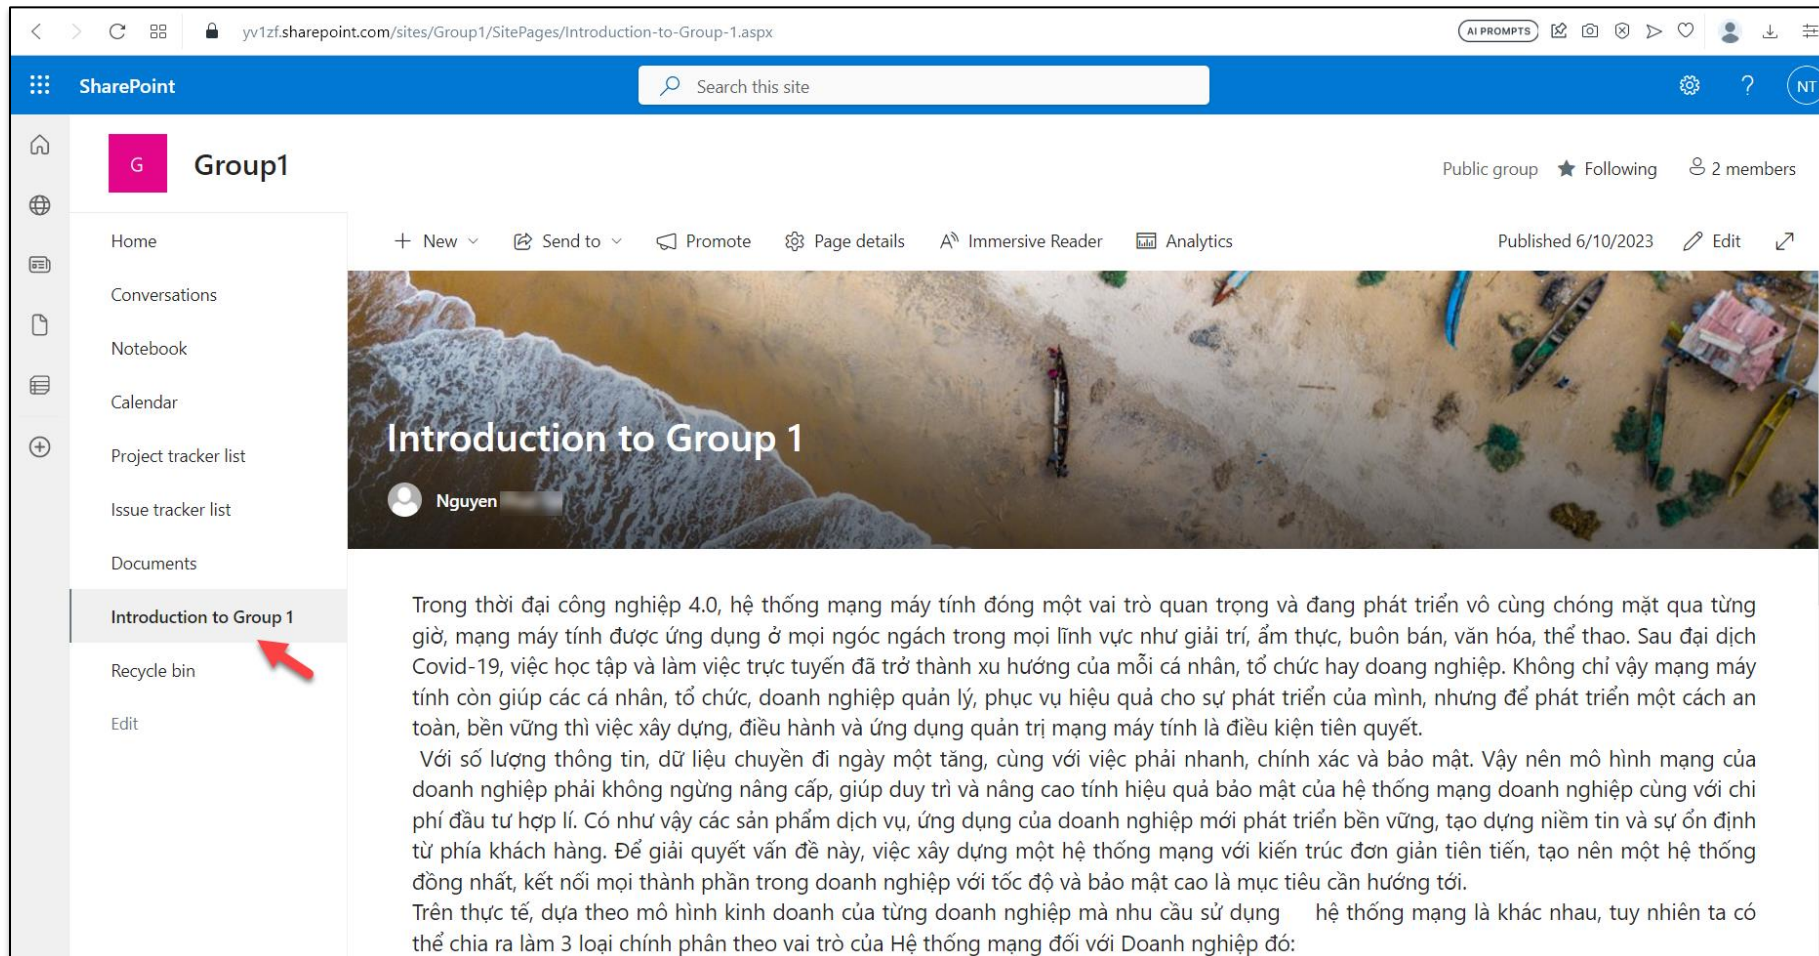 yv1zf.sharepoint.com/sites/Group1/SitePages/Introduction-to-Group-1.aspx
AI PROMPTS
SharePoint
Search this site
NT
G
Group1
Public group
Following
2 members
Home
Conversations
Notebook
Calendar
Project tracker list
Issue tracker list
Documents
Introduction to Group 1
Recycle bin
Edit
New
Send to
Promote
Page details
Immersive Reader
Analytics
Published 6/10/2023
Edit
Introduction to Group 1
Nguyen
Trong thời đại công nghiệp 4.0, hệ thống mạng máy tính đóng một vai trò quan trọng và đang phát triển vô cùng chóng mặt qua từng
giờ, mạng máy tính được ứng dụng ở mọi ngóc ngách trong mọi lĩnh vực như giải trí, ẩm thực, buôn bán, văn hóa, thể thao. Sau đại dịch
Covid-19, việc học tập và làm việc trực tuyến đã trở thành xu hướng của mỗi cá nhân, tổ chức hay doang nghiệp. Không chỉ vậy mạng máy
tính còn giúp các cá nhân, tổ chức, doanh nghiệp quản lý, phục vụ hiệu quả cho sự phát triển của mình, nhưng để phát triển một cách an
toàn, bền vững thì việc xây dựng, điều hành và ứng dụng quản trị mạng máy tính là điều kiện tiên quyết.
Với số lượng thông tin, dữ liệu chuyền đi ngày một tăng, cùng với việc phải nhanh, chính xác và bảo mật. Vậy nên mô hình mạng của
doanh nghiệp phải không ngừng nâng cấp, giúp duy trì và nâng cao tính hiệu quả bảo mật của hệ thống mạng doanh nghiệp cùng với chi
phí đầu tư hợp lí. Có như vậy các sản phẩm dịch vụ, ứng dụng của doanh nghiệp mới phát triển bền vững, tạo dựng niềm tin và sự ổn định
từ phía khách hàng. Để giải quyết vấn đề này, việc xây dựng một hệ thống mạng với kiến trúc đơn giản tiên tiến, tạo nên một hệ thống
đồng nhất, kết nối mọi thành phần trong doanh nghiệp với tốc độ và bảo mật cao là mục tiêu cần hướng tới.
Trên thực tế, dựa theo mô hình kinh doanh của từng doanh nghiệp mà nhu cầu sử dụng hệ thống mạng là khác nhau, tuy nhiên ta có
thể chia ra làm 3 loại chính phân theo vai trò của Hệ thống mạng đối với Doanh nghiệp đó: